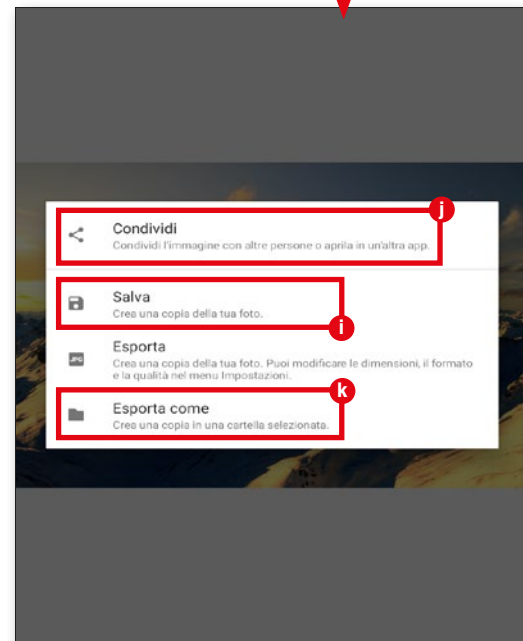 j
Condividi
Condividi l'immagine con altre persone o aprila in un'altra app.
Salva
Crea una copia della tua foto.
i
Esporta
JPG
Crea una copia della tua foto. Puoi modificare le dimensioni, il formato
e la qualità nel menu Impostazioni.
k
Esporta come
Crea una copia in una cartella selezionata.